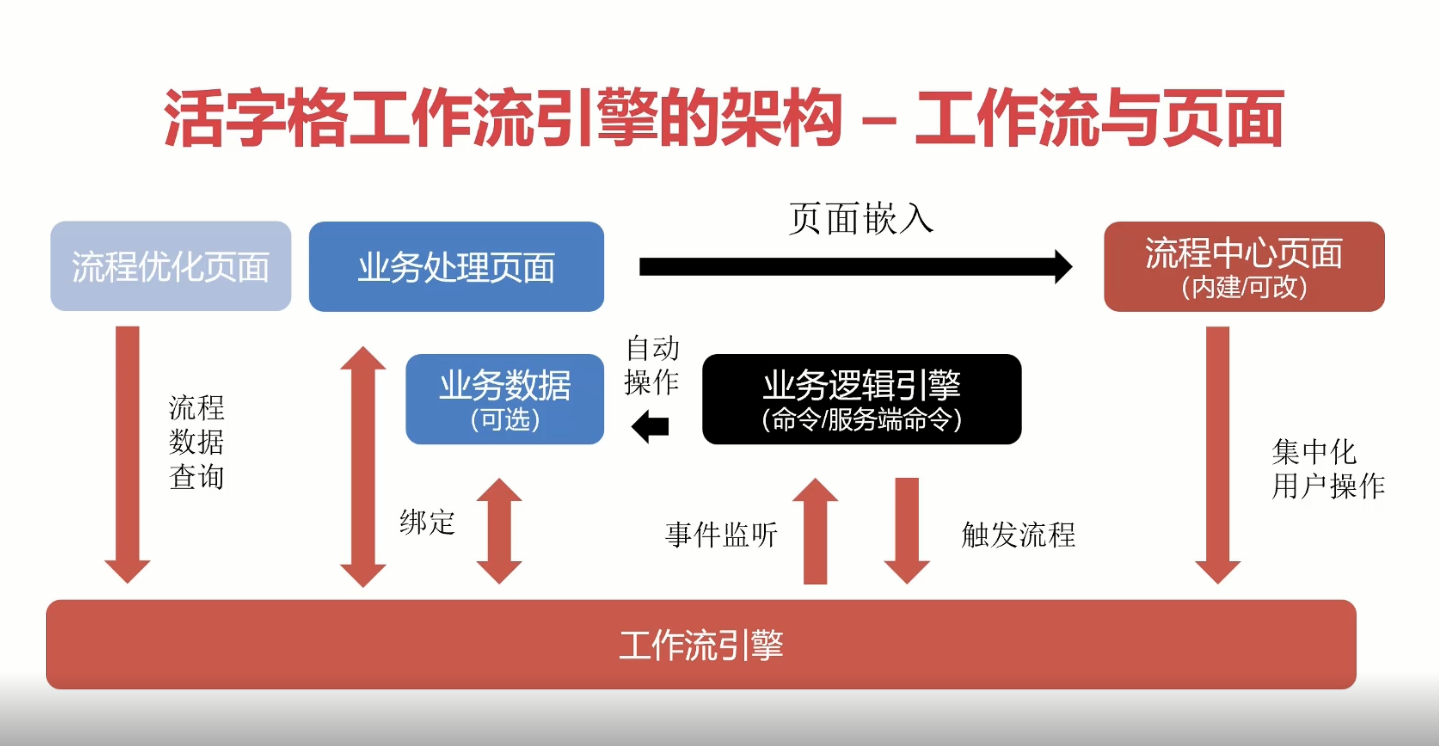 活字格工作流引擎的架构 – 工作流与页面
页面嵌入
流程优化页面
业务处理页面
流程中心页面
（内建/可改）
自动
操作
业务数据
（可选）
业务逻辑引擎
（命令/服务端命令）
流程
数据
查询
绑定
事件监听
触发流程
集中化
用户操作
工作流引擎